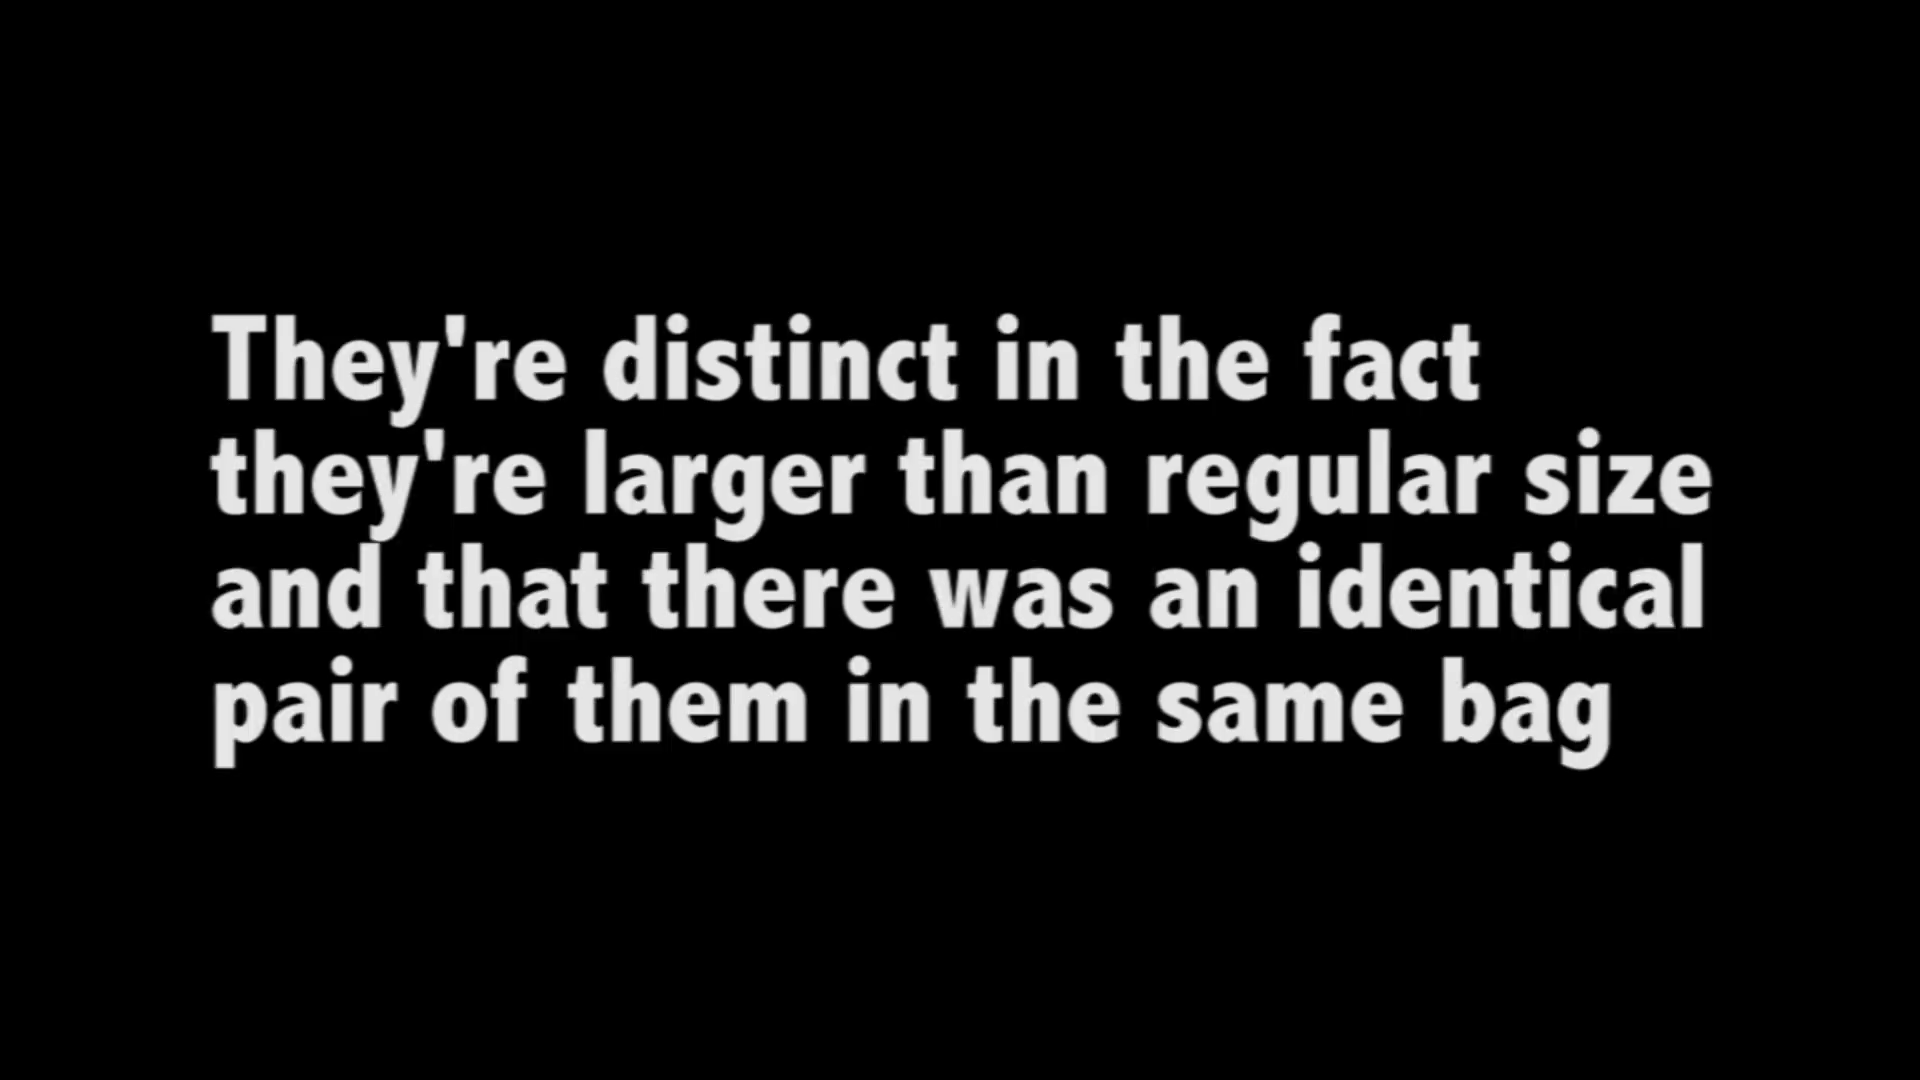 They're distinct in the fact
they're larger than regular size
and that there was an identical
pair of them in the same bag